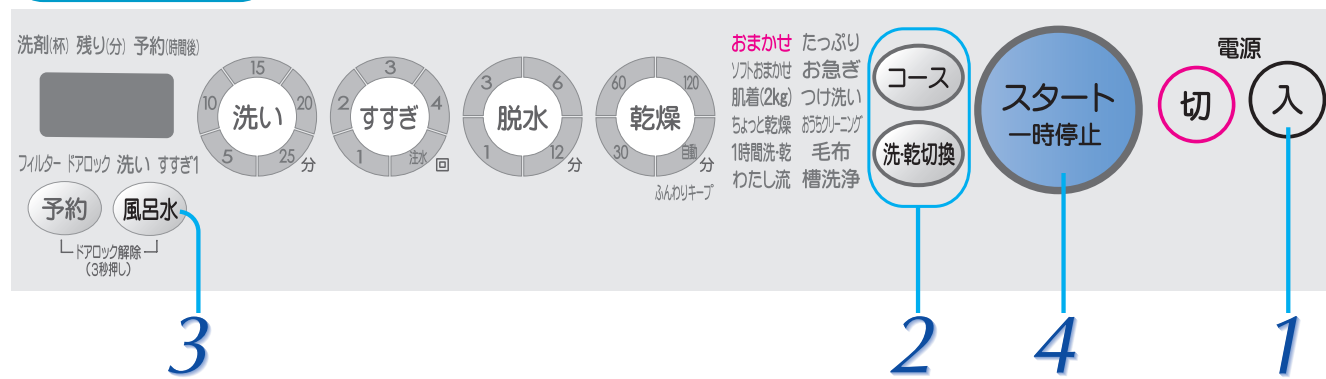 洗剤(杯) 残り(分) 予約(時間後)
フィルター ドアロック 洗い すすぎ1
予約 風呂水
ドアロック解除
(3秒押し)
15
10 洗い 20
5 25 分
3
2 すすぎ 4
1 注水 回
3 6
脱水
1 12 分
60 120
乾燥
30 自動 分
ふんわりキープ
おまかせ たっぷり
ソフトおまかせ お急ぎ
肌着(2kg) つけ洗い
ちょっと乾燥 おうちクリーニング
1時間洗・乾 毛布
わたし流 槽洗浄
コース
洗・乾切換
スタート
一時停止
電源
切 入
3 2 4 1